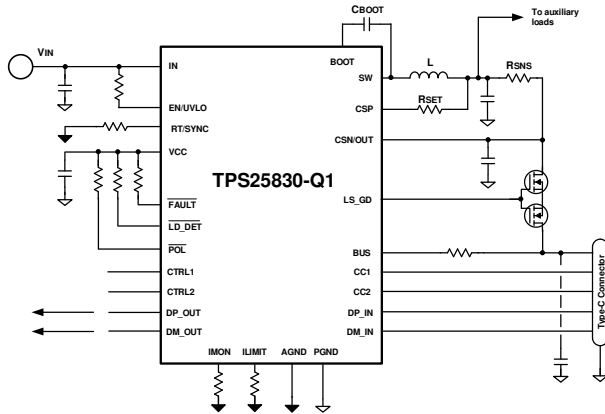 CBOOT
To auxiliary
loads
VIN
BOOT
L
IN
SW
RSNS
CSP
RSET
EN/UVLO
RT/SYNC
CSN/OUT
VCC
TPS25830-Q1
FAULT
LS_GD
LD_DET
POL
BUS
CTRL1
CC1
CTRL2
CC2
DP_OUT
DP_IN
DM_OUT
DM_IN
Type-C Connector
IMON
ILIMIT
AGND
PGND